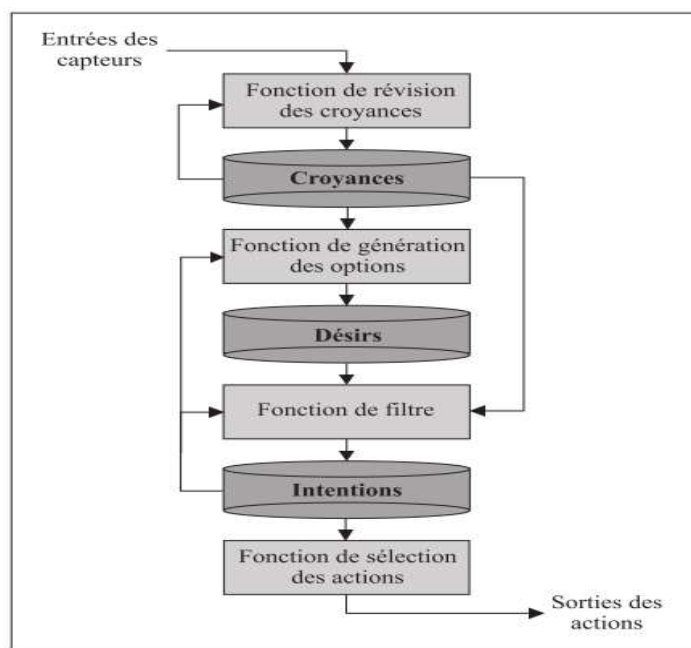 Entrées des
capteurs
Fonction de révision
des croyances
Croyances
Fonction de génération
des options
Désirs
Fonction de filtre
Intentions
Fonction de sélection
des actions
Sorties des
actions